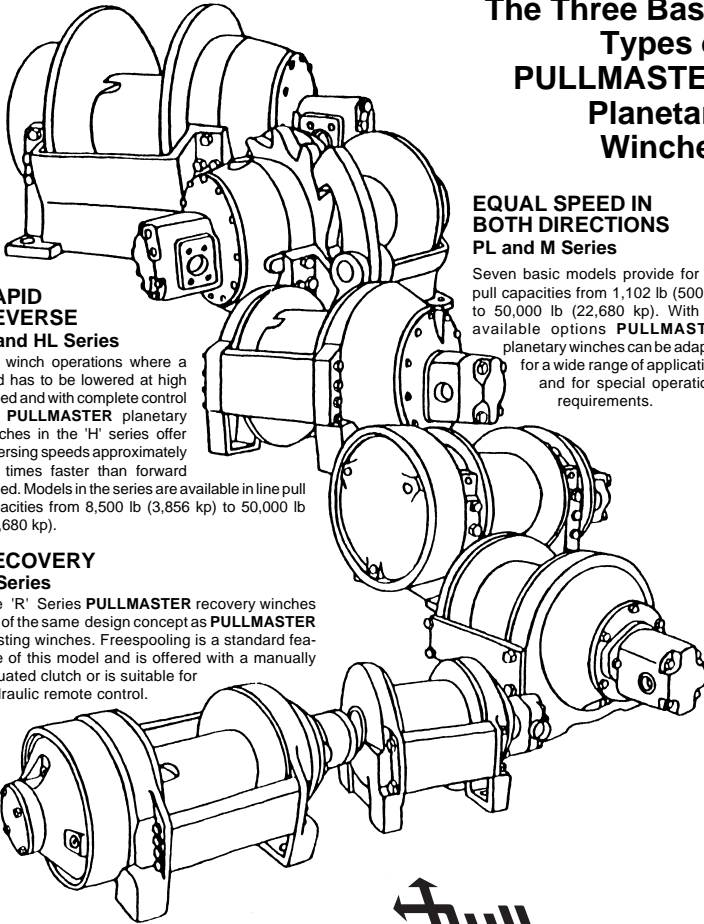 The Three Bas
Types
PULLMASTE
Planeta
Winche
EQUAL SPEED IN
BOTH DIRECTIONS
PL and M Series
Seven basic models provide for
pull capacities from 1,102 lb (500
to 50,000 lb (22,680 kp). With
available options PULLMAST
planetary winches can be adap
for a wide range of applicati
and for special operatio
requirements.
APID
EVERSE
and HL Series
winch operations where a
d has to be lowered at high
ed and with complete control
PULLMASTER planetary
ches in the 'H' series offer
ersing speeds approximately
times faster than forward
ed. Models in the series are available in line pull
acities from 8,500 lb (3,856 kp) to 50,000 lb
,680 kp).
ECOVERY
Series
e 'R' Series PULLMASTER recovery winches
of the same design concept as PULLMASTER
sting winches. Freespooling is a standard fea-
e of this model and is offered with a manually
uated clutch or is suitable for
draulic remote control.
Pull